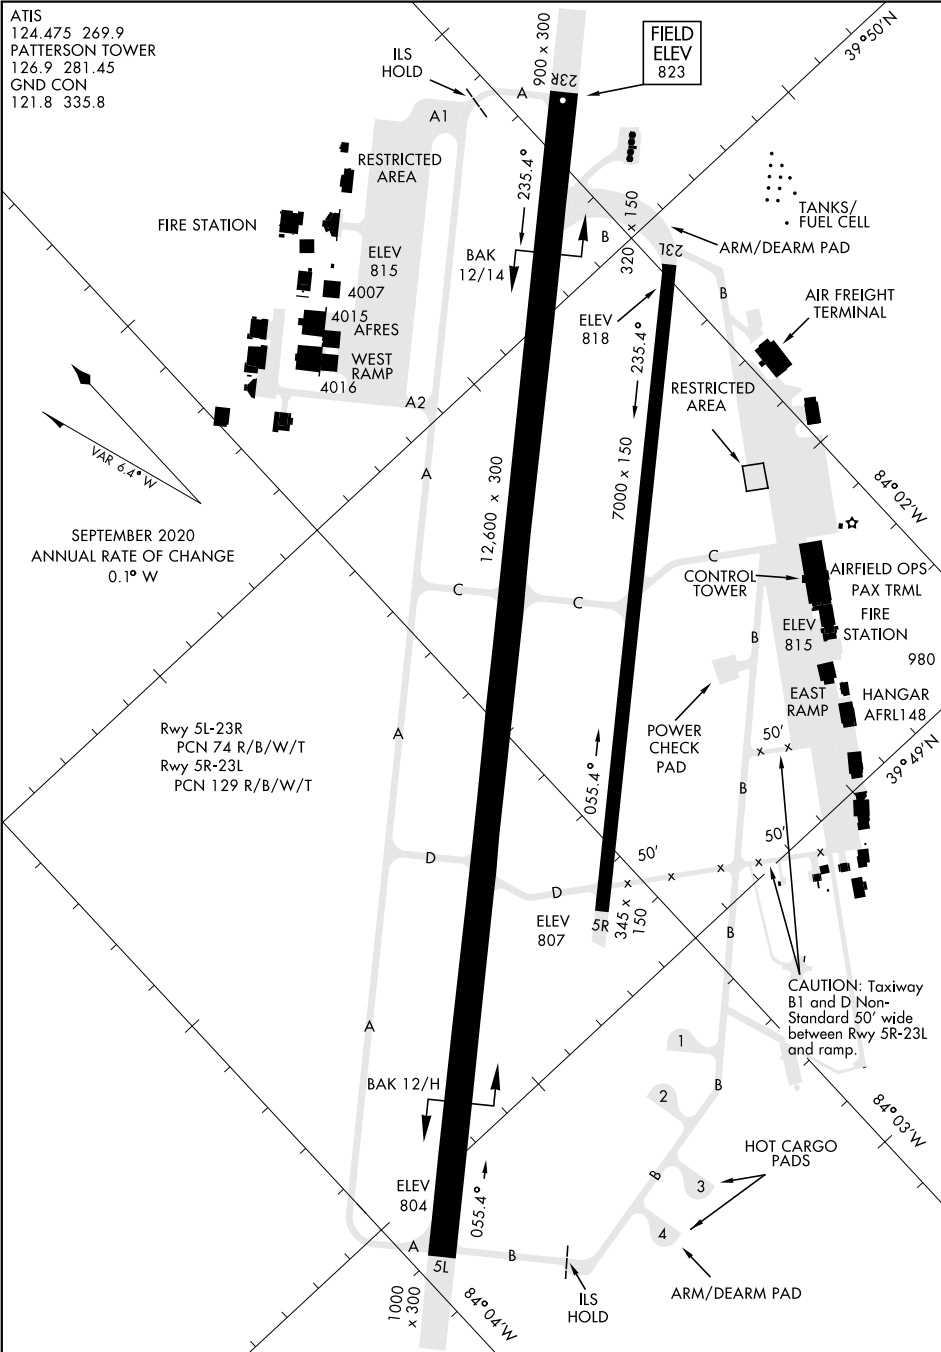 ATIS
124.475 269.9
PATTERSON TOWER
126.9 281.45
GND CON
121.8 335.8
ILS
HOLD
900 x 300
23R
FIELD
ELEV
823
39°50'N
A
A1
RESTRICTED
AREA
235.4°
320 x 150
TANKS/
FUEL CELL
FIRE STATION
B
23L
ARM/DEARM PAD
ELEV
815
BAK
12/14
4007
B
AIR FREIGHT
TERMINAL
4015
AFRES
ELEV
818
235.4°
WEST
RAMP
4016
RESTRICTED
AREA
A2
VAR 6.4° W
A
12,600 x 300
7000 x 150
84°02'W
SEPTEMBER 2020
ANNUAL RATE OF CHANGE
0.1° W
C
CONTROL
TOWER
AIRFIELD OPS
PAX TRML
C
C
FIRE
STATION
ELEV
815
B
980
EAST
RAMP
HANGAR
AFRL148
Rwy 5L-23R
PCN 74 R/B/W/T
Rwy 5R-23L
PCN 129 R/B/W/T
A
POWER
CHECK
PAD
50'
39°49'N
055.4°
B
50'
50'
D
D
ELEV
807
5R
345 x
150
B
CAUTION: Taxiway
B1 and D Non-
Standard 50' wide
between Rwy 5R-23L
and ramp.
A
1
BAK 12/H
2
B
84°03'W
HOT CARGO
PADS
B
3
ELEV
804
055.4°
4
A
B
5L
1000
x 300
84°04'W
ILS
HOLD
ARM/DEARM PAD